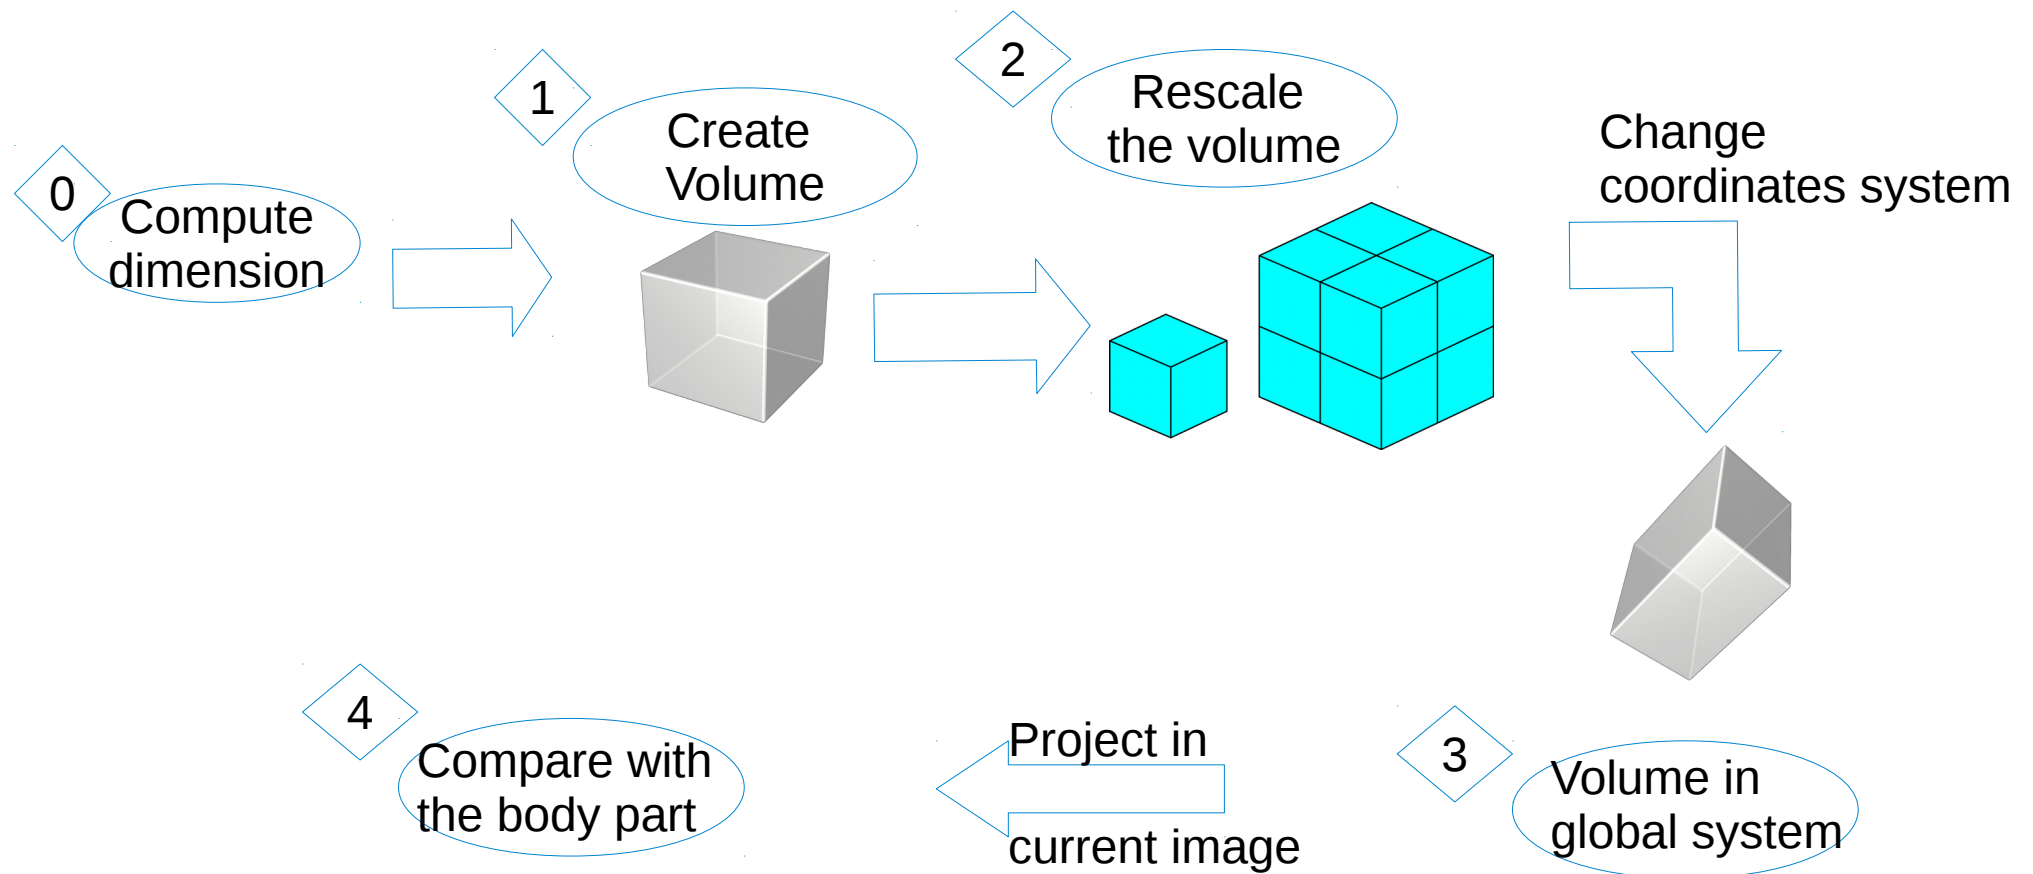 0
Compute
dimension
1
Create
Volume
2
Rescale
the volume
Change
coordinates system
3
Volume in
global system
Project in
current image
4
Compare with
the body part